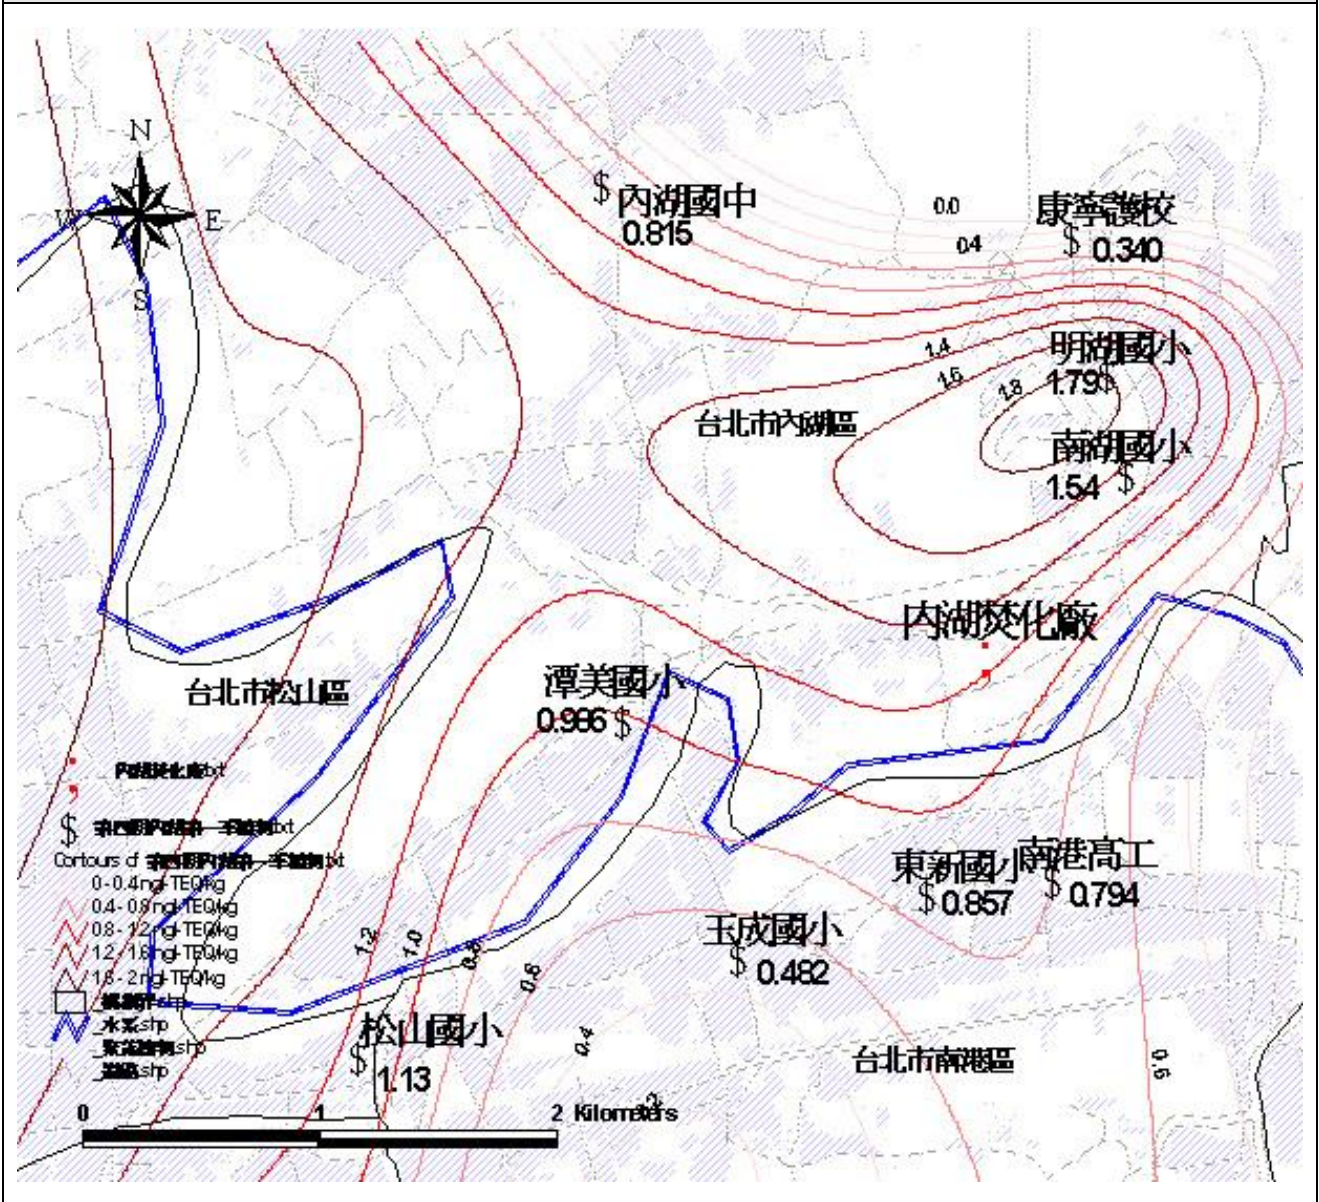 N
W
E
S
$
內湖國中
0.815
0.0
0.4
康寧護校
$ 0.340
1.4
1.6
1.8
明湖國小
1.79 $
台北市內湖區
南湖國小
1.54 $
內湖焚化廠
潭美國小
0.986 $
台北市松山區
$
Contours of
0-0.4 ng-TEQ/kg
0.4-0.8 ng-TEQ/kg
0.8-1.2 ng-TEQ/kg
1.2-1.6 ng-TEQ/kg
1.6-2 ng-TEQ/kg
_水系.shp
1.2
1.0
0.8
0.6
0.4
東新國小
$ 0.857
南港高工
$ 0.794
玉成國小
$ 0.482
松山國小
$ 1.13
台北市南港區
0.6
0 1 2 Kilometers